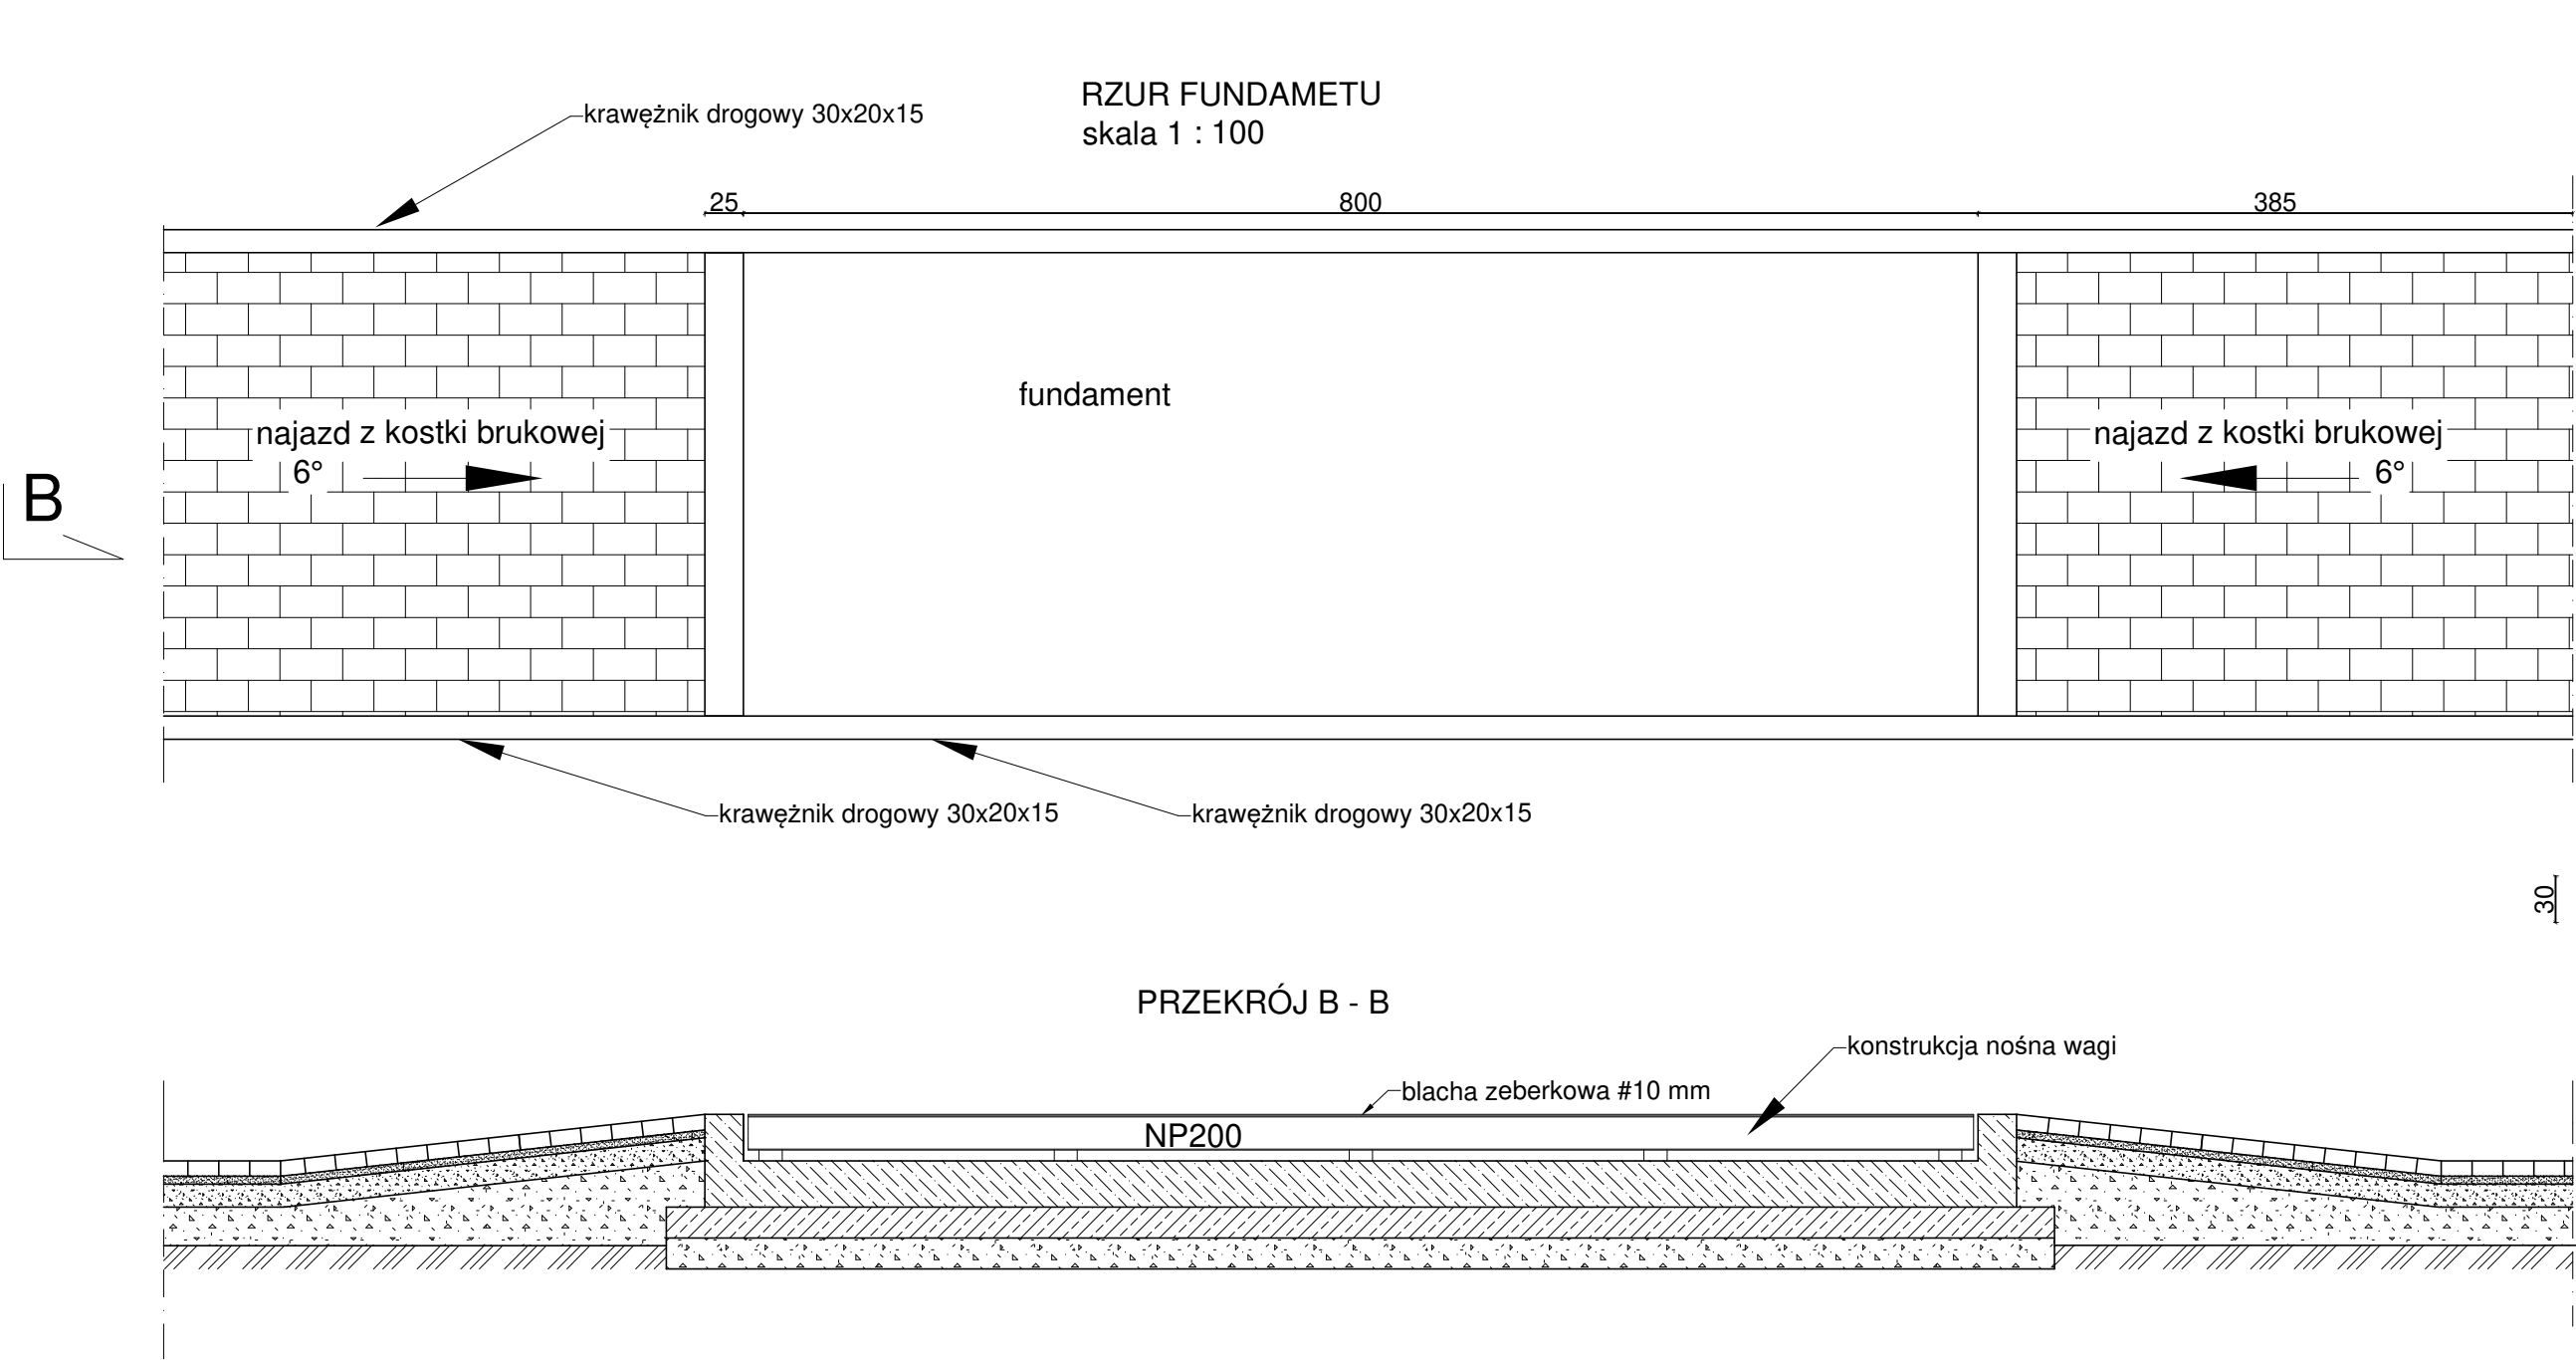 RZUR FUNDAMETU
skala 1 : 100
krawężnik drogowy 30x20x15
25
800
385
fundament
najazd z kostki brukowej
6°
najazd z kostki brukowej
6°
B
krawężnik drogowy 30x20x15
krawężnik drogowy 30x20x15
30
PRZEKRÓJ B - B
konstrukcja nośna wagi
blacha zeberkowa #10 mm
NP200